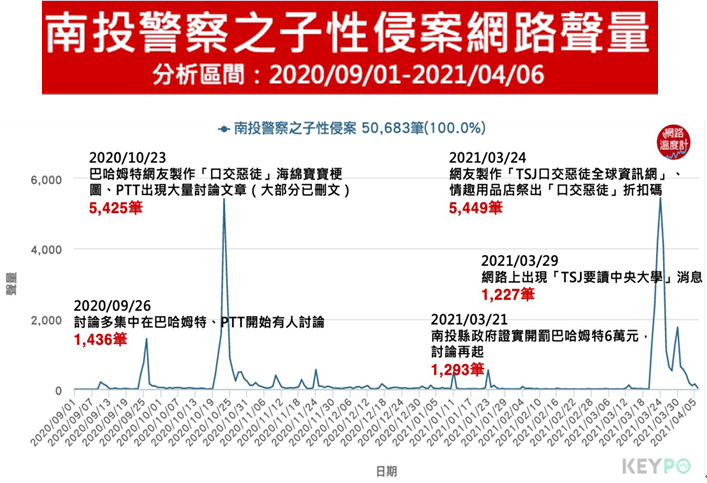 南投警察之子性侵案網路聲量
分析區間：2020/09/01-2021/04/06
南投警察之子性侵案 50,683筆(100.0%)
網路
溫度計
2020/10/23
巴哈姆特網友製作「口交惡徒」海綿寶寶梗
圖、PTT出現大量討論文章（大部分已刪文）
5,425筆
2021/03/24
網友製作「TSJ口交惡徒全球資訊網」、
情趣用品店祭出「口交惡徒」折扣碼
5,449筆
2021/03/29
網路上出現「TSJ要讀中央大學」消息
1,227筆
2020/09/26
討論多集中在巴哈姆特、PTT開始有人討論
1,436筆
2021/03/21
南投縣政府證實開罰巴哈姆特6萬元，
討論再起
1,293筆
聲量
6,000
4,000
2,000
0
2020/09/01
2020/09/07
2020/09/13
2020/09/19
2020/09/25
2020/10/01
2020/10/07
2020/10/13
2020/10/19
2020/10/25
2020/10/31
2020/11/06
2020/11/12
2020/11/18
2020/11/24
2020/11/30
2020/12/06
2020/12/12
2020/12/18
2020/12/24
2020/12/30
2021/01/05
2021/01/11
2021/01/17
2021/01/23
2021/01/29
2021/02/04
2021/02/10
2021/02/16
2021/02/22
2021/02/28
2021/03/06
2021/03/12
2021/03/18
2021/03/24
2021/03/30
2021/04/05
日期
KEYPO